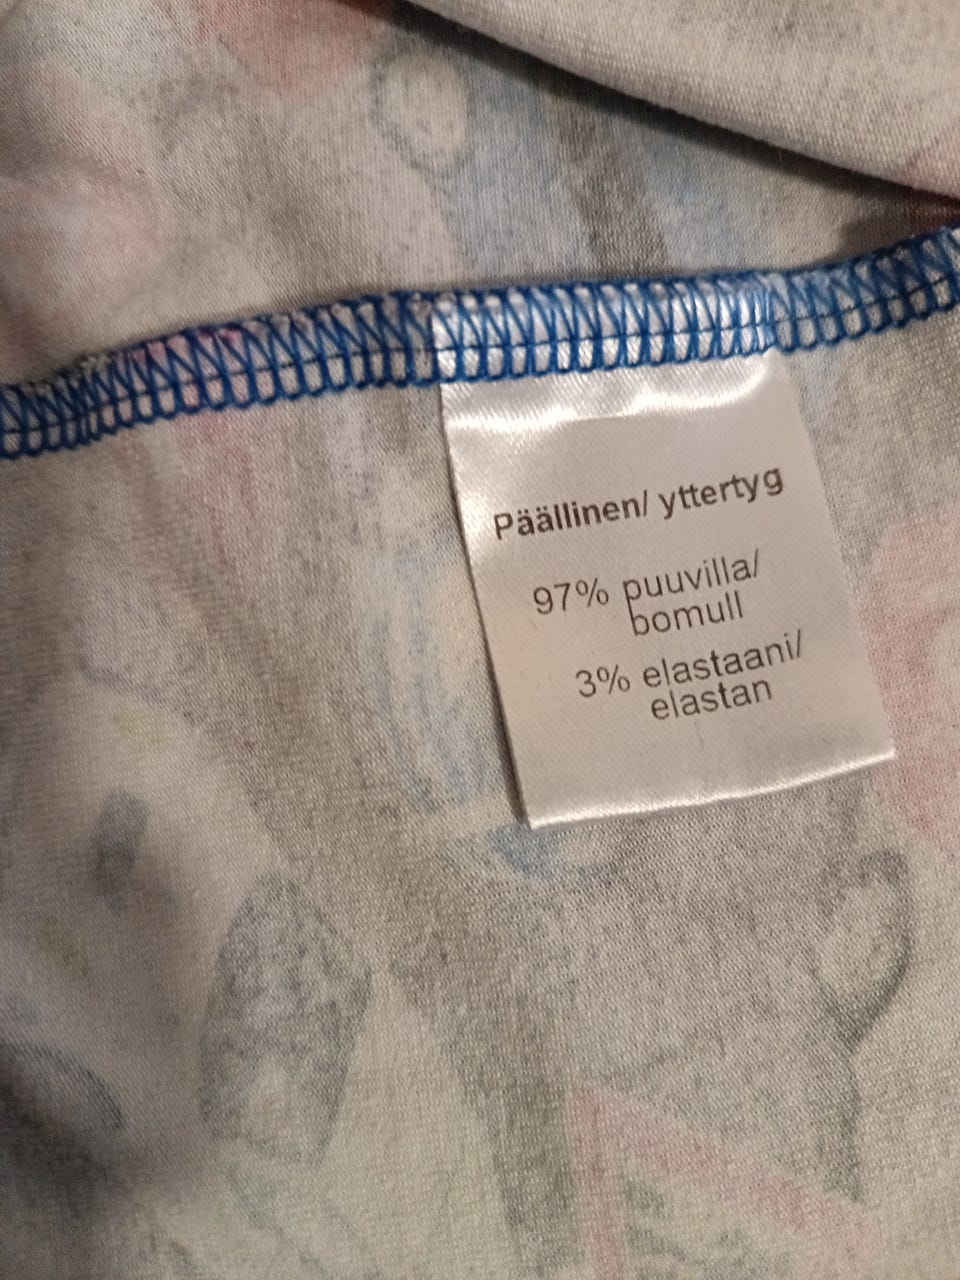 Päällinen/ yttertyg
97% puuvilla/
bomull
3% elastaani/
elastan